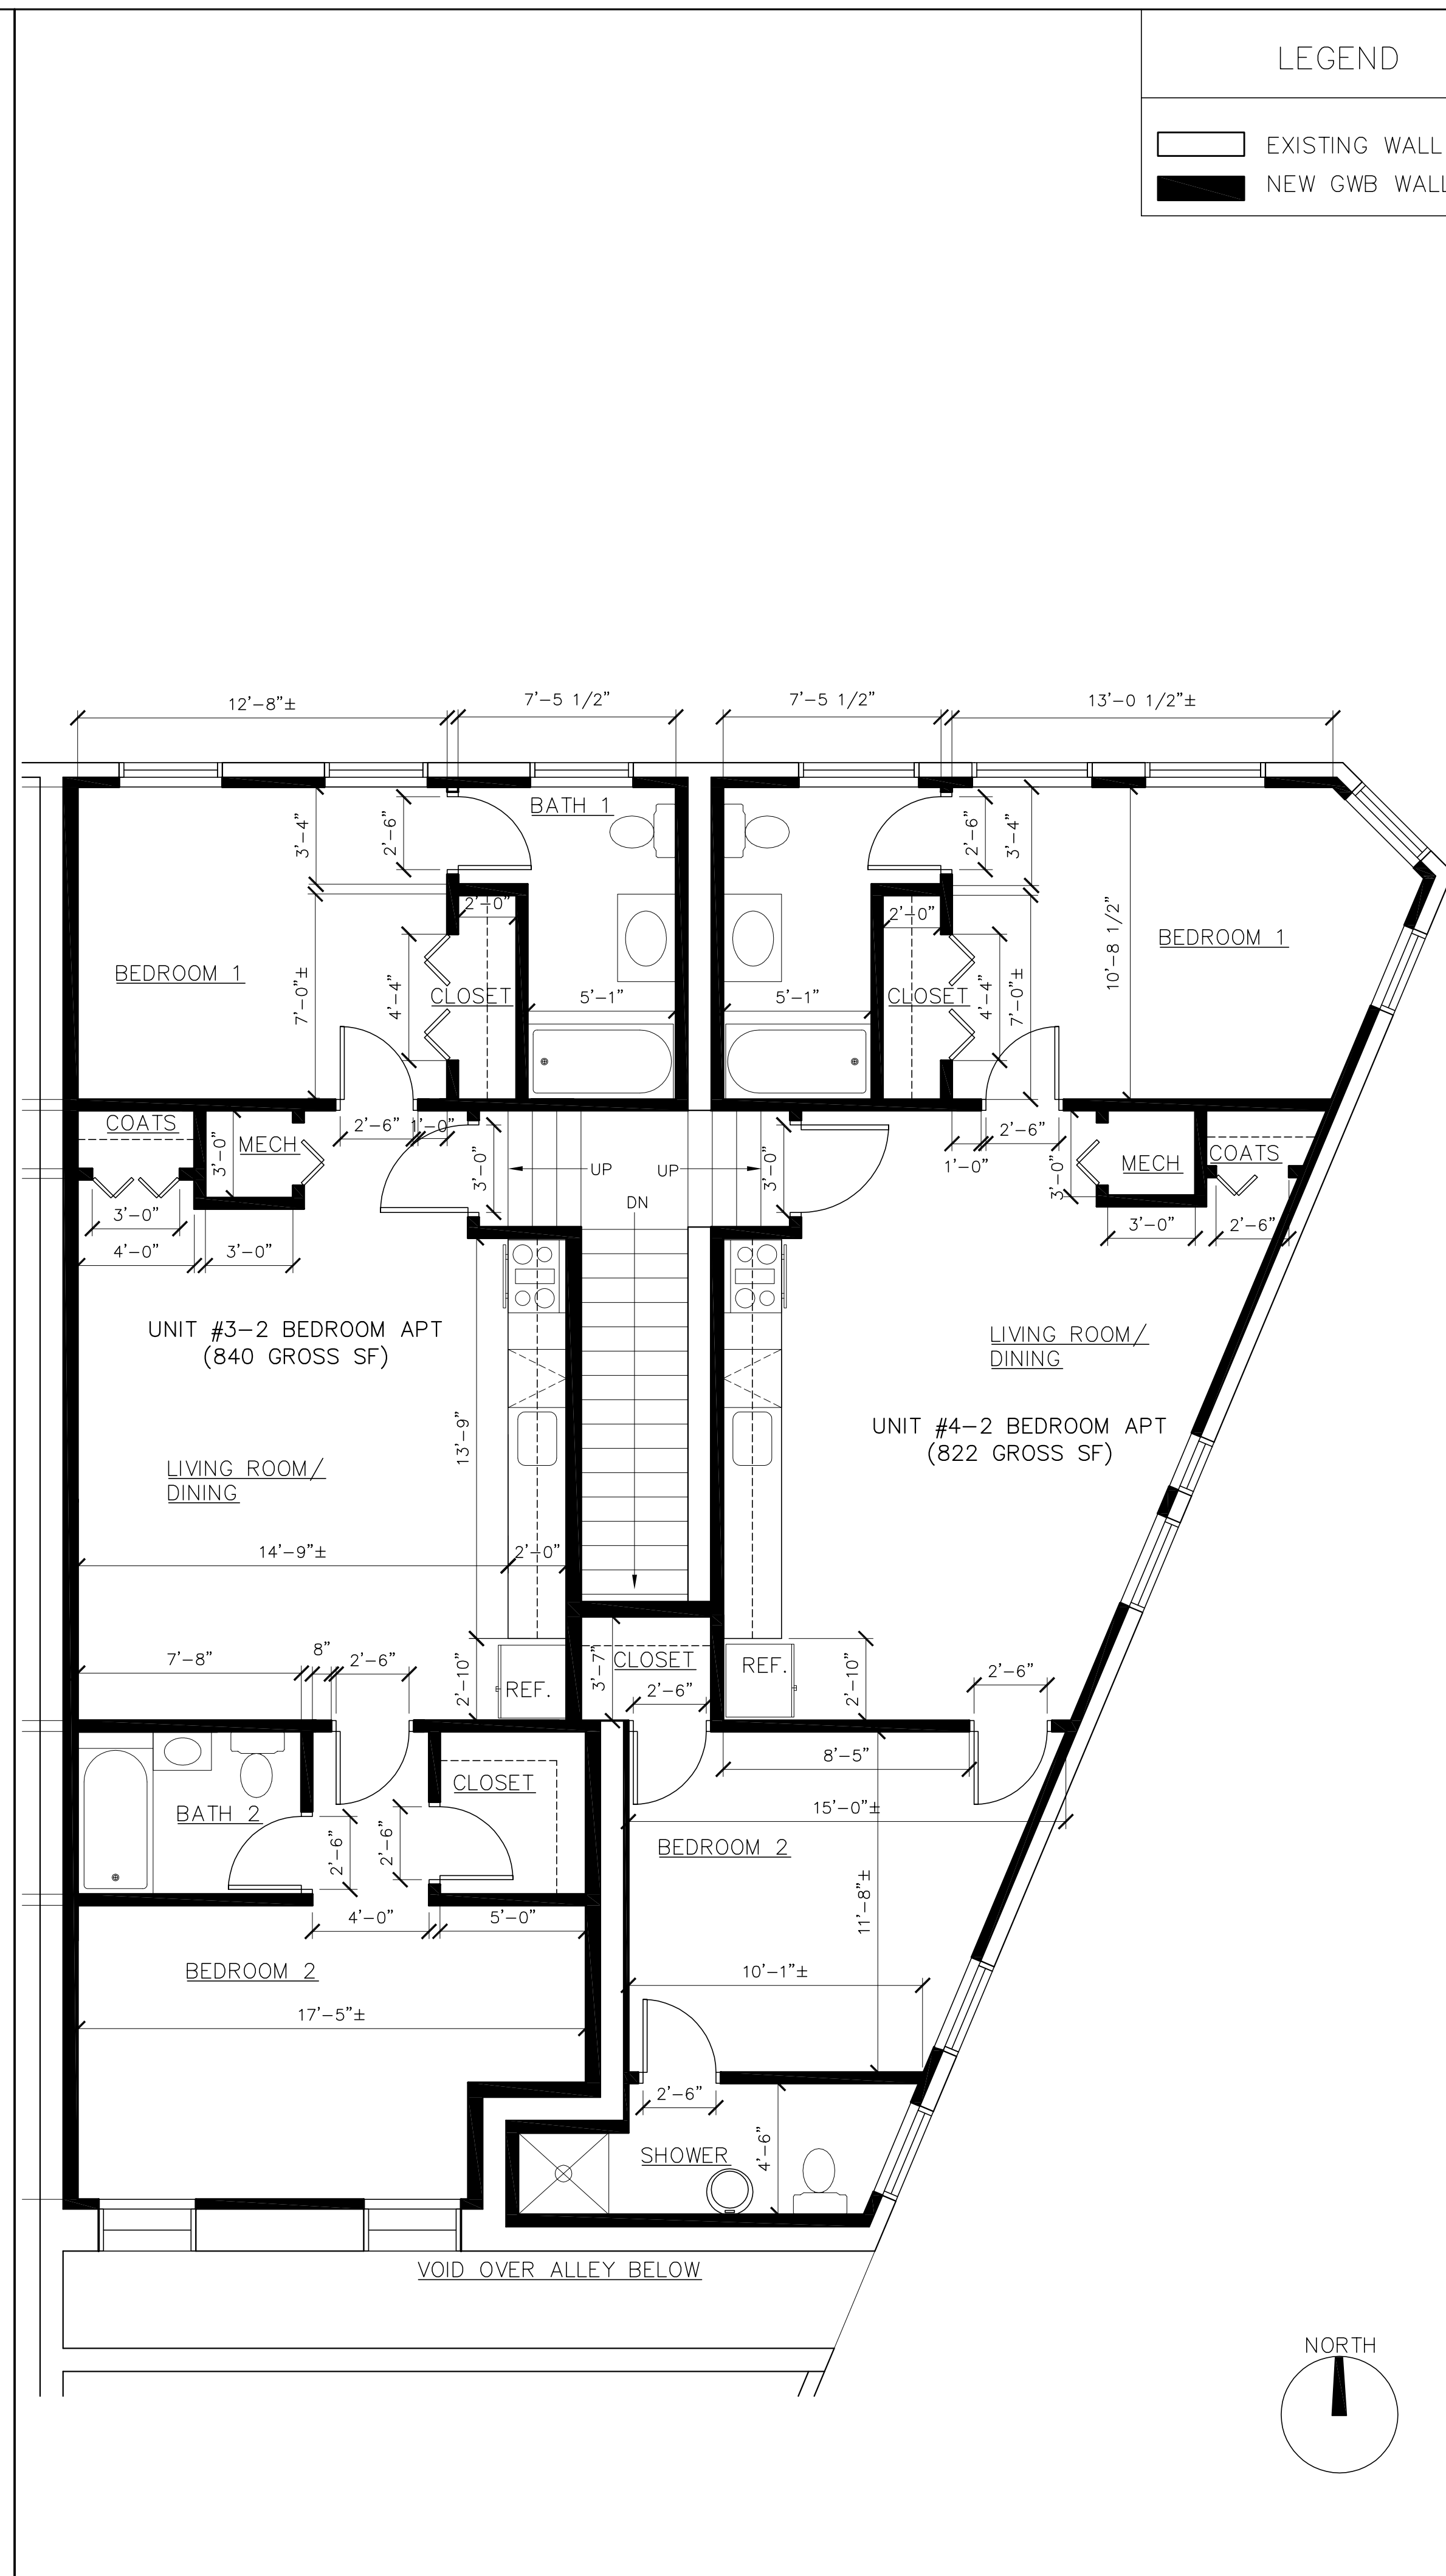 LEGEND
EXISTING WALL
NEW GWB WALL
12'-8"±
7'-5 1/2"
7'-5 1/2"
13'-0 1/2"±
BATH 1
3'-4"
2'-6"
2'-6"
3'-4"
2'-0"
2'-0"
10'-8 1/2"
BEDROOM 1
BEDROOM 1
7'-0"±
4'-4"
CLOSET
5'-1"
5'-1"
CLOSET
4'-4"
7'-0"±
COATS
MECH
3'-0"
2'-6"
1'-0"
3'-0"
UP
UP
DN
3'-0"
1'-0"
2'-6"
3'-0"
MECH
COATS
3'-0"
4'-0"
3'-0"
3'-0"
2'-6"
UNIT #3-2 BEDROOM APT
(840 GROSS SF)
LIVING ROOM/
DINING
13'-9"
UNIT #4-2 BEDROOM APT
(822 GROSS SF)
LIVING ROOM/
DINING
14'-9"±
2'-0"
7'-8"
8"
2'-6"
2'-10"
REF.
3'-7"
CLOSET
2'-6"
REF.
2'-10"
2'-6"
8'-5"
CLOSET
BATH 2
2'-6"
2'-6"
15'-0"±
BEDROOM 2
11'-8"±
4'-0"
5'-0"
BEDROOM 2
10'-1"±
17'-5"±
2'-6"
SHOWER
4'-6"
VOID OVER ALLEY BELOW
NORTH